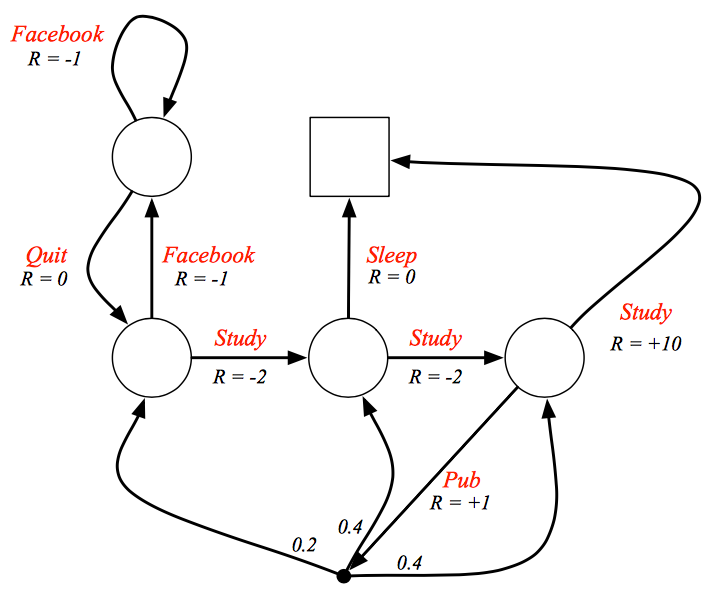 Facebook
R = -1
Quit
R = 0
Facebook
R = -1
Sleep
R = 0
Study
R = -2
Study
R = -2
Study
R = +10
Pub
R = +1
0.4
0.2
0.4